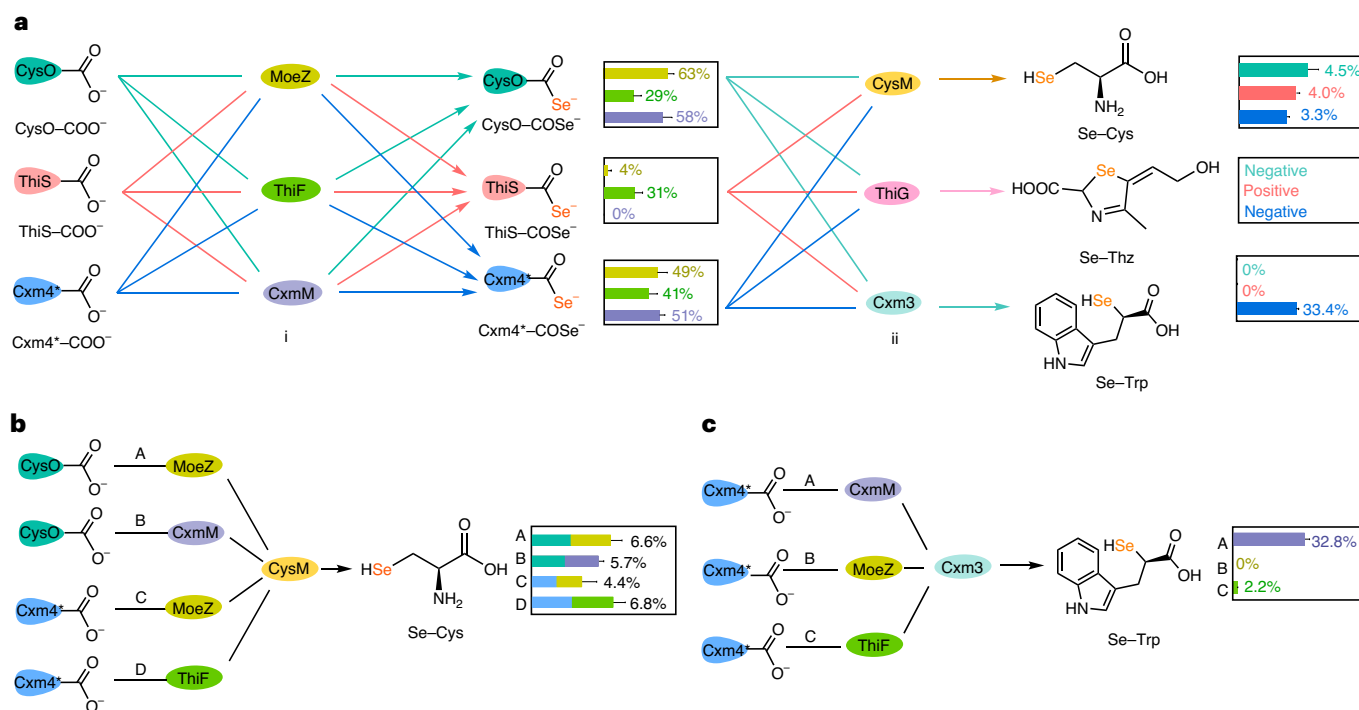 a
CysO
O
O⁻
CysO–COO⁻
ThiS
O
O⁻
ThiS–COO⁻
Cxm4*
O
O⁻
Cxm4*–COO⁻
MoeZ
ThiF
CxmM
i
CysO
O
Se⁻
CysO–COSe⁻
63%
29%
58%
ThiS
O
Se⁻
ThiS–COSe⁻
4%
31%
0%
Cxm4*
O
Se⁻
Cxm4*–COSe⁻
49%
41%
51%
CysM
ThiG
Cxm3
ii
O
HSe
OH
NH₂
Se–Cys
4.5%
4.0%
3.3%
Se
OH
HOOC
N
Se–Thz
Negative
Positive
Negative
HSe
O
OH
HN
Se–Trp
0%
0%
33.4%
b
CysO
O
O⁻
A
MoeZ
CysO
O
O⁻
B
CxmM
Cxm4*
O
O⁻
C
MoeZ
Cxm4*
O
O⁻
D
ThiF
CysM
O
HSe
OH
NH₂
Se–Cys
A
6.6%
B
5.7%
C
4.4%
D
6.8%
c
Cxm4*
O
O⁻
A
CxmM
Cxm4*
O
O⁻
B
MoeZ
Cxm4*
O
O⁻
C
ThiF
Cxm3
HSe
O
OH
HN
Se–Trp
A
32.8%
B
0%
C
2.2%